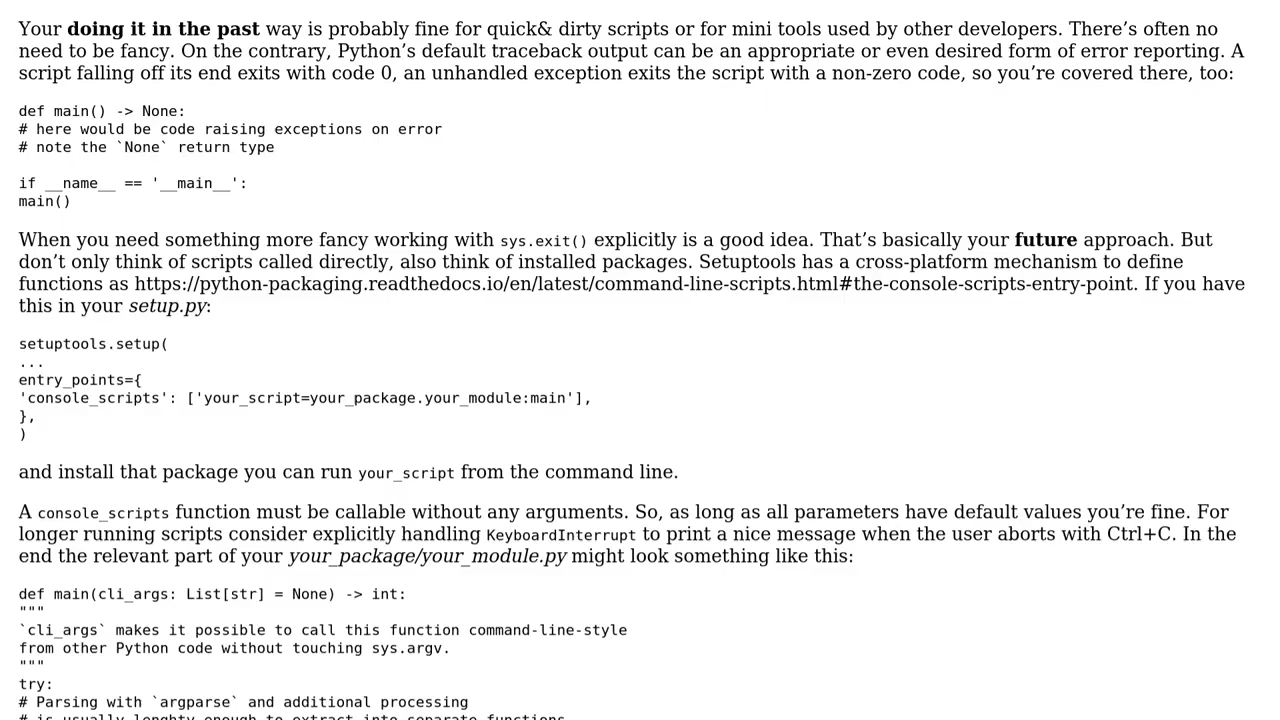 Your doing it in the past way is probably fine for quick& dirty scripts or for mini tools used by other developers. There’s often no
need to be fancy. On the contrary, Python’s default traceback output can be an appropriate or even desired form of error reporting. A
script falling off its end exits with code 0, an unhandled exception exits the script with a non-zero code, so you’re covered there, too:
def main() -> None:
# here would be code raising exceptions on error
# note the `None` return type
if __name__ == '__main__':
main()
When you need something more fancy working with sys.exit() explicitly is a good idea. That’s basically your future approach. But
don’t only think of scripts called directly, also think of installed packages. Setuptools has a cross-platform mechanism to define
functions as https://python-packaging.readthedocs.io/en/latest/command-line-scripts.html#the-console-scripts-entry-point. If you have
this in your setup.py:
setuptools.setup(
...
entry_points={
'console_scripts': ['your_script=your_package.your_module:main'],
},
)
and install that package you can run your_script from the command line.
A console_scripts function must be callable without any arguments. So, as long as all parameters have default values you’re fine. For
longer running scripts consider explicitly handling KeyboardInterrupt to print a nice message when the user aborts with Ctrl+C. In the
end the relevant part of your your_package/your_module.py might look something like this:
def main(cli_args: List[str] = None) -> int:
"""
`cli_args` makes it possible to call this function command-line-style
from other Python code without touching sys.argv.
"""
try:
# Parsing with `argparse` and additional processing
# is usually lenghty enough to extract into separate functions